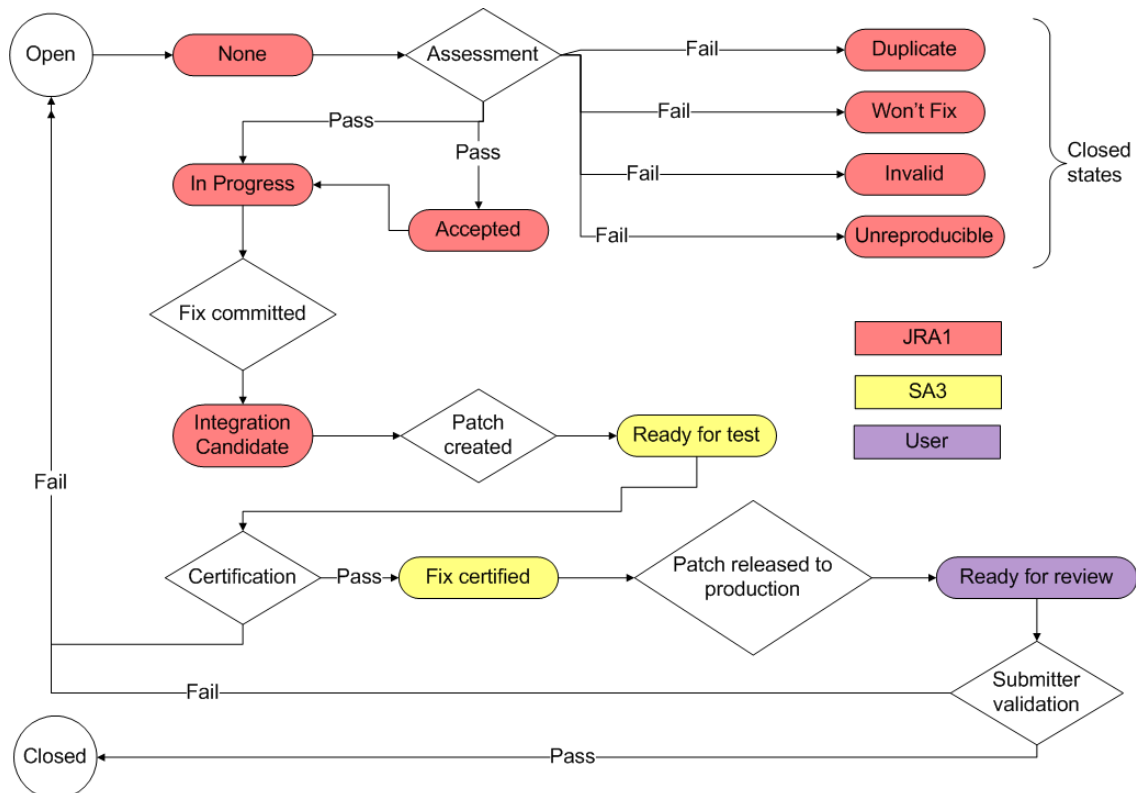 Open
None
Assessment
Fail
Duplicate
Fail
Won't Fix
Fail
Invalid
Fail
Unreproducible
Closed
states
Pass
Pass
In Progress
Accepted
Fix committed
JRA1
SA3
User
Integration
Candidate
Patch
created
Ready for test
Fail
Certification
Pass
Fix certified
Patch released to
production
Ready for review
Fail
Submitter
validation
Closed
Pass